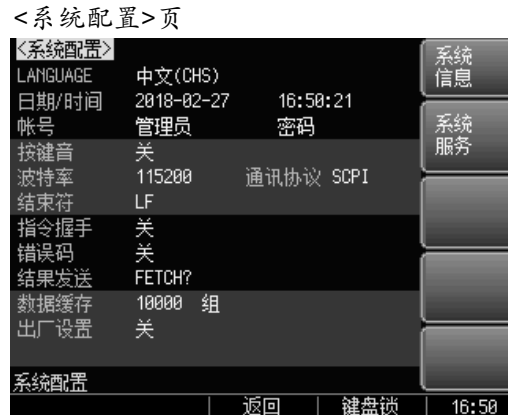 <系统配置>页
<系统配置>
LANGUAGE 中文(CHS)
日期/时间 2018-02-27 16:50:21
帐号 管理员 密码
按键音 关
波特率 115200 通讯协议 SCPI
结束符 LF
指令握手 关
错误码 关
结果发送 FETCH?
数据缓存 10000 组
出厂设置 关
系统配置
系统
信息
系统
服务
返回 键盘锁 16:50